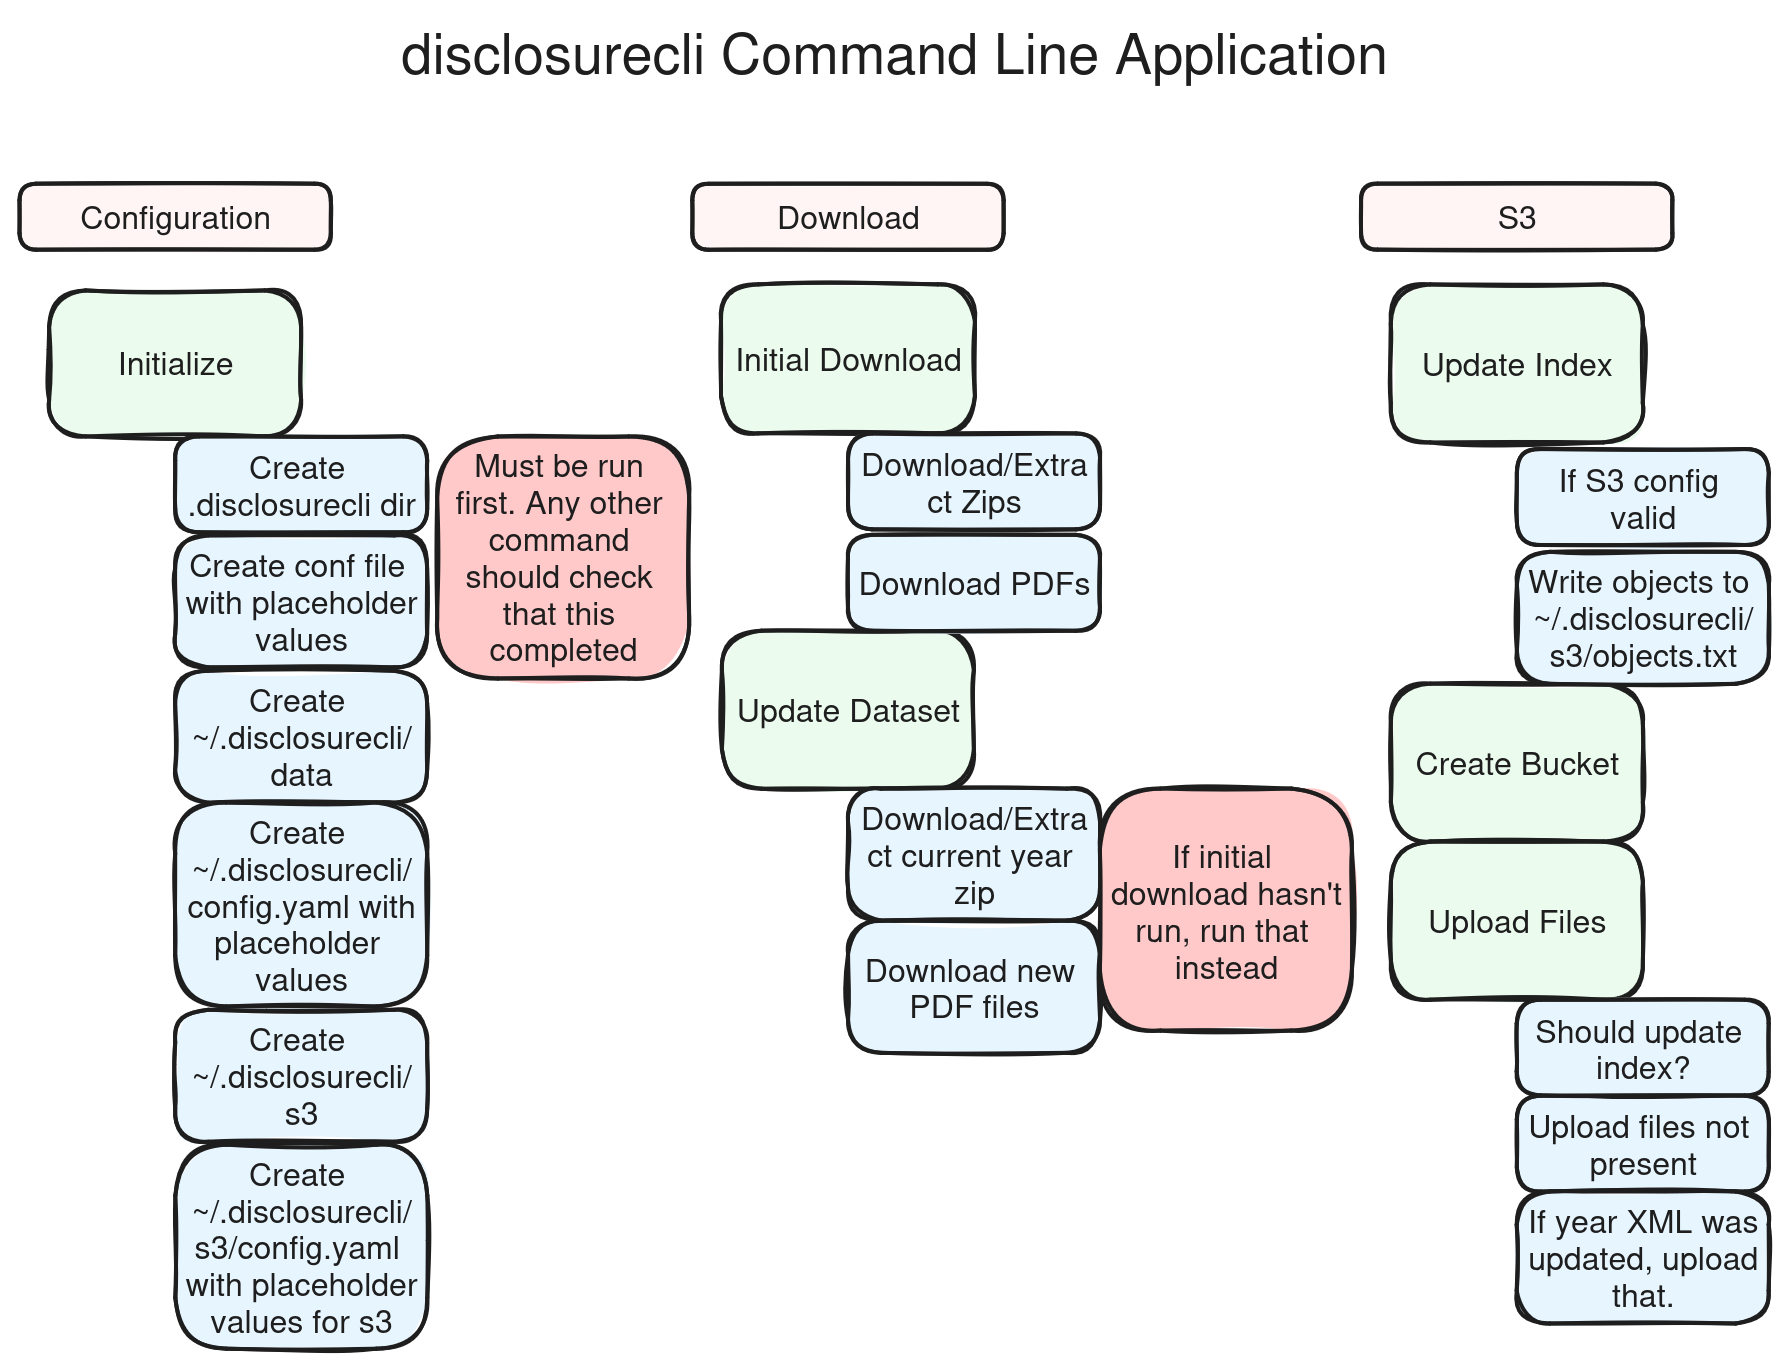 disclosurecli Command Line Application
Configuration
Initialize
Create
.disclosurecli dir
Create conf file
with placeholder
values
Create
~/.disclosurecli/
data
Create
~/.disclosurecli/
config.yaml with
placeholder
values
Create
~/.disclosurecli/
s3
Create
~/.disclosurecli/
s3/config.yaml
with placeholder
values for s3
Must be run
first. Any other
command
should check
that this
completed
Download
Initial Download
Download/Extra
ct Zips
Download PDFs
Update Dataset
Download/Extra
ct current year
zip
Download new
PDF files
If initial
download hasn't
run, run that
instead
S3
Update Index
If S3 config
valid
Write objects to
~/.disclosurecli/
s3/objects.txt
Create Bucket
Upload Files
Should update
index?
Upload files not
present
If year XML was
updated, upload
that.